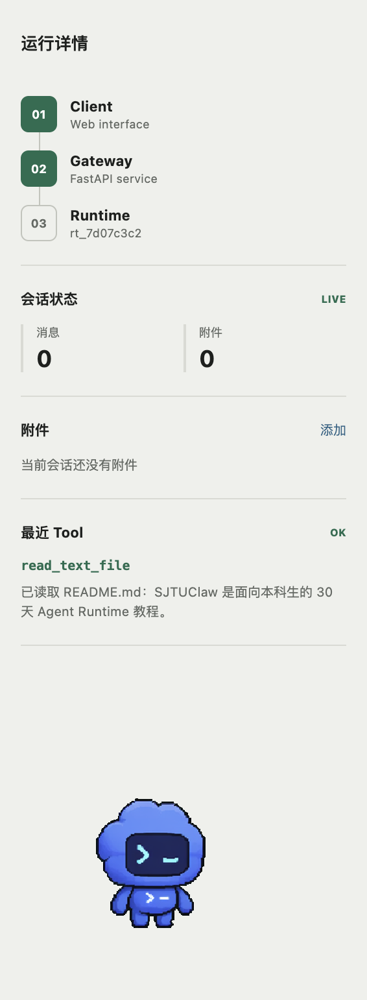 运行详情
01
Client
Web interface
02
Gateway
FastAPI service
03
Runtime
rt_7d07c3c2
会话状态
LIVE
消息
附件
0
0
附件
添加
当前会话还没有附件
最近 Tool
OK
read_text_file
已读取 README.md：SJTUClaw 是面向本科生的 30
天 Agent Runtime 教程。